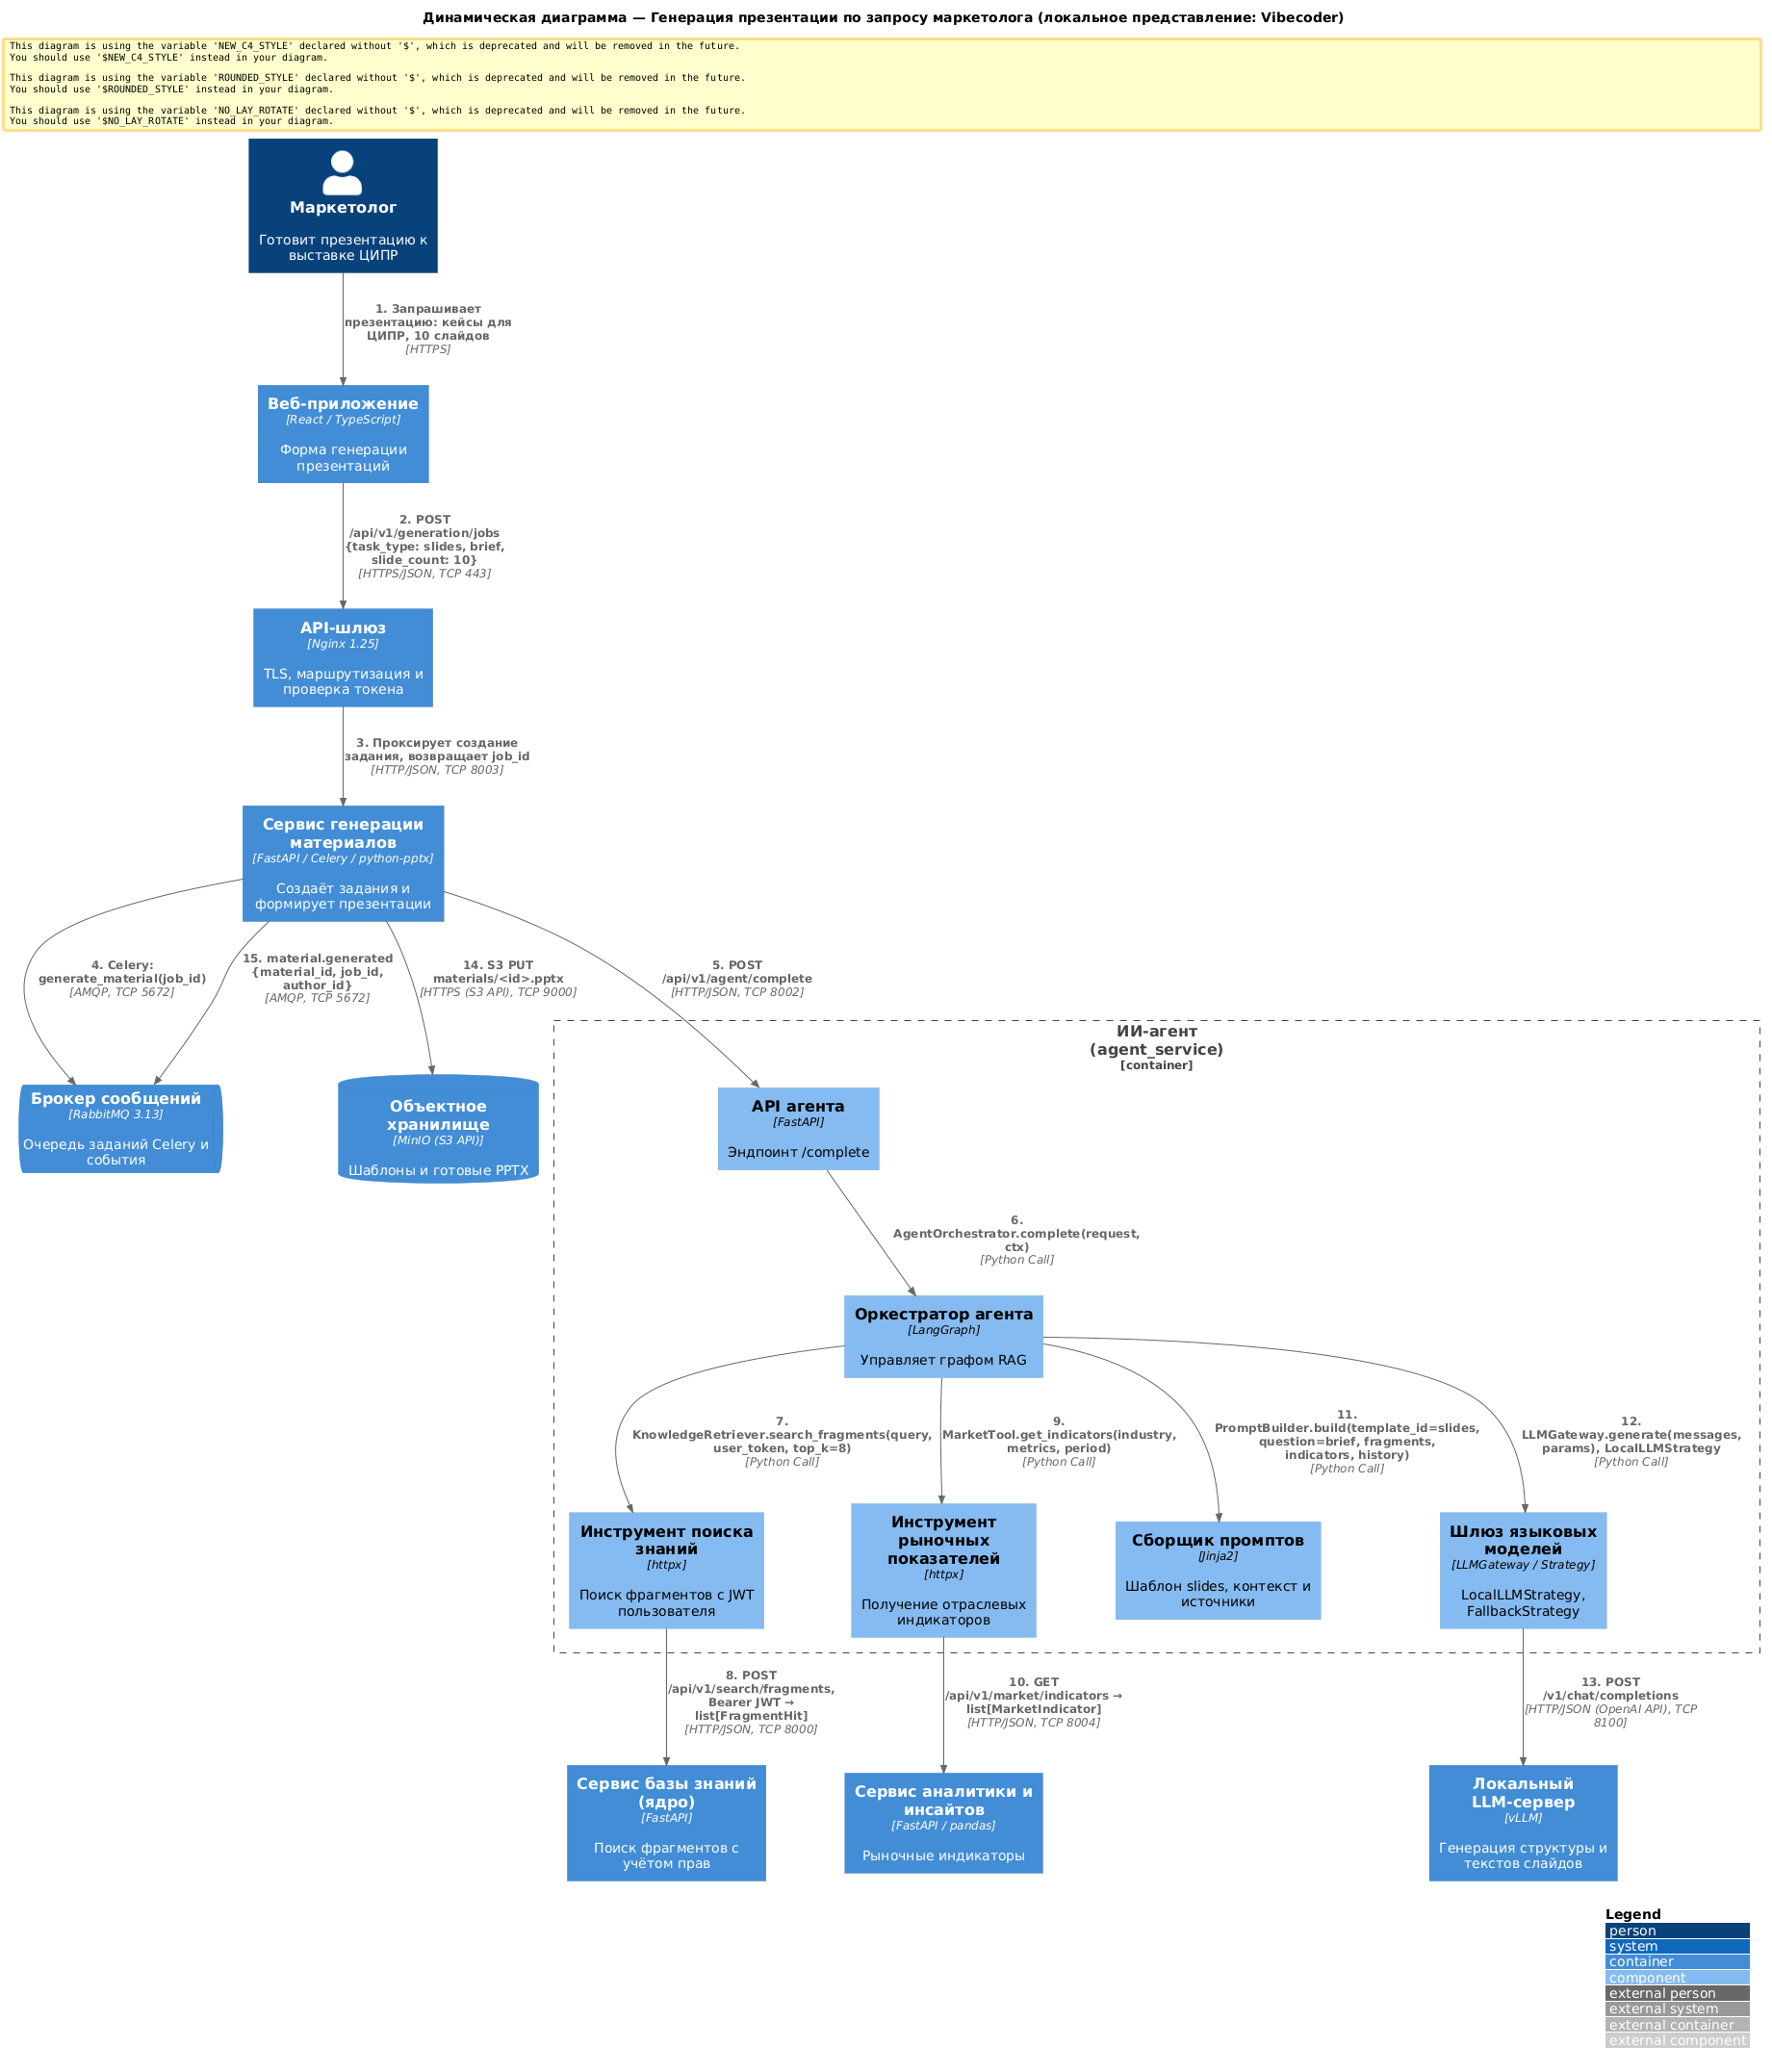 Динамическая диаграмма — Генерация презентации по запросу маркетолога (локальное представление: Vibecoder)
This diagram is using the variable 'NEW_C4_STYLE' declared without '$', which is deprecated and will be removed in the future.
You should use '$NEW_C4_STYLE' instead in your diagram.
This diagram is using the variable 'ROUNDED_STYLE' declared without '$', which is deprecated and will be removed in the future.
You should use '$ROUNDED_STYLE' instead in your diagram.
This diagram is using the variable 'NO_LAY_ROTATE' declared without '$', which is deprecated and will be removed in the future.
You should use '$NO_LAY_ROTATE' instead in your diagram.
Маркетолог
Готовит презентацию к
выставке ЦИПР
1. Запрашивает
презентацию: кейсы для
ЦИПР, 10 слайдов
[HTTPS]
Веб-приложение
[React / TypeScript]
Форма генерации
презентаций
2. POST
/api/v1/generation/jobs
{task_type: slides, brief,
slide_count: 10}
[HTTPS/JSON, TCP 443]
API-шлюз
[Nginx 1.25]
TLS, маршрутизация и
проверка токена
3. Проксирует создание
задания, возвращает job_id
[HTTP/JSON, TCP 8003]
Сервис генерации
материалов
[FastAPI / Celery / python-pptx]
Создаёт задания и
формирует презентации
4. Celery:
generate_material(job_id)
[AMQP, TCP 5672]
15. material.generated
{material_id, job_id,
author_id}
[AMQP, TCP 5672]
14. S3 PUT
materials/<id>.pptx
[HTTPS (S3 API), TCP 9000]
5. POST
/api/v1/agent/complete
[HTTP/JSON, TCP 8002]
Брокер сообщений
[RabbitMQ 3.13]
Очередь заданий Celery и
события
Объектное
хранилище
[MinIO (S3 API)]
Шаблоны и готовые PPTX
ИИ-агент
(agent_service)
[container]
API агента
[FastAPI]
Эндпоинт /complete
6.
AgentOrchestrator.complete(request,
ctx)
[Python Call]
Оркестратор агента
[LangGraph]
Управляет графом RAG
7.
KnowledgeRetriever.search_fragments(query,
user_token, top_k=8)
[Python Call]
9.
MarketTool.get_indicators(industry,
metrics, period)
[Python Call]
11.
PromptBuilder.build(template_id=slides,
question=brief, fragments,
indicators, history)
[Python Call]
12.
LLMGateway.generate(messages,
params), LocalLLMStrategy
[Python Call]
Инструмент поиска
знаний
[httpx]
Поиск фрагментов с JWT
пользователя
Инструмент
рыночных
показателей
[httpx]
Получение отраслевых
индикаторов
Сборщик промптов
[Jinja2]
Шаблон slides, контекст и
источники
Шлюз языковых
моделей
[LLMGateway / Strategy]
LocalLLMStrategy,
FallbackStrategy
8. POST
/api/v1/search/fragments,
Bearer JWT →
list[FragmentHit]
[HTTP/JSON, TCP 8000]
10. GET
/api/v1/market/indicators →
list[MarketIndicator]
[HTTP/JSON, TCP 8004]
13. POST
/v1/chat/completions
[HTTP/JSON (OpenAI API), TCP
8100]
Сервис базы знаний
(ядро)
[FastAPI]
Поиск фрагментов с
учётом прав
Сервис аналитики и
инсайтов
[FastAPI / pandas]
Рыночные индикаторы
Локальный
LLM-сервер
[vLLM]
Генерация структуры и
текстов слайдов
Legend
person
system
container
component
external person
external system
external container
external component